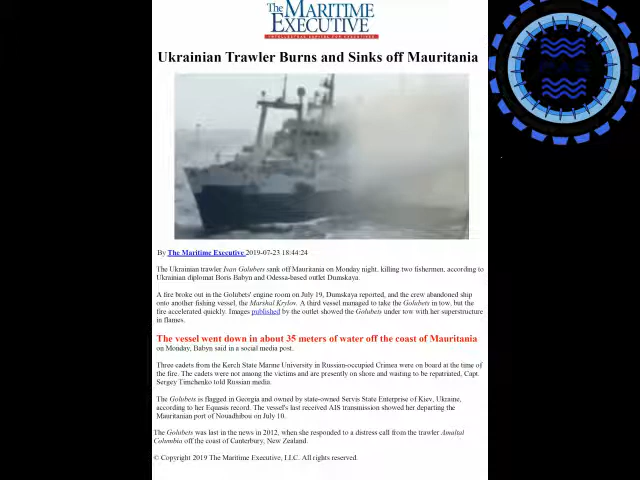 The MARITIME
EXECUTIVE
INTELLECTUAL CAPITAL FOR EXECUTIVES
Ukrainian Trawler Burns and Sinks off Mauritania
By The Maritime Executive 2019-07-23 18:44:24
The Ukrainian trawler Ivan Golubets sank off Mauritania on Monday night, killing two fishermen, according to
Ukrainian diplomat Boris Babyn and Odessa-based outlet Dumskaya.
A fire broke out in the Golubets' engine room on July 19, Dumskaya reported, and the crew abandoned ship
onto another fishing vessel, the Marshal Krylov. A third vessel managed to take the Golubets in tow, but the
fire accelerated quickly. Images published by the outlet showed the Golubets under tow with her superstructure
in flames.
The vessel went down in about 35 meters of water off the coast of Mauritania
on Monday, Babyn said in a social media post.
Three cadets from the Kerch State Marine University in Russian-occupied Crimea were on board at the time of
the fire. The cadets were not among the victims and are presently on shore and waiting to be repatriated, Capt.
Sergey Timchenko told Russian media.
The Golubets is flagged in Georgia and owned by state-owned Servis State Enterprise of Kiev, Ukraine,
according to her Equasis record. The vessel's last received AIS transmission showed her departing the
Mauritanian port of Nouadhibou on July 10.
The Golubets was last in the news in 2012, when she responded to a distress call from the trawler Amaltal
Columbia off the coast of Canterbury, New Zealand.
© Copyright 2019 The Maritime Executive, LLC. All rights reserved.